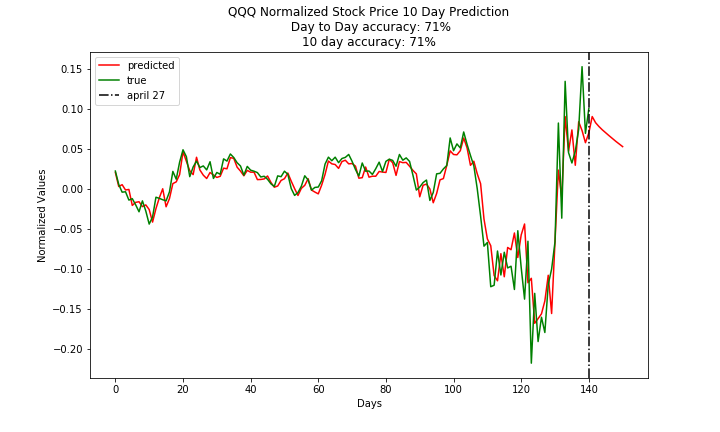 QQQ Normalized Stock Price 10 Day Prediction
Day to Day accuracy: 71%
10 day accuracy: 71%
predicted
true
april 27
0.15
0.10
0.05
0.00
−0.05
−0.10
−0.15
−0.20
Normalized Values
0 20 40 60 80 100 120 140
Days